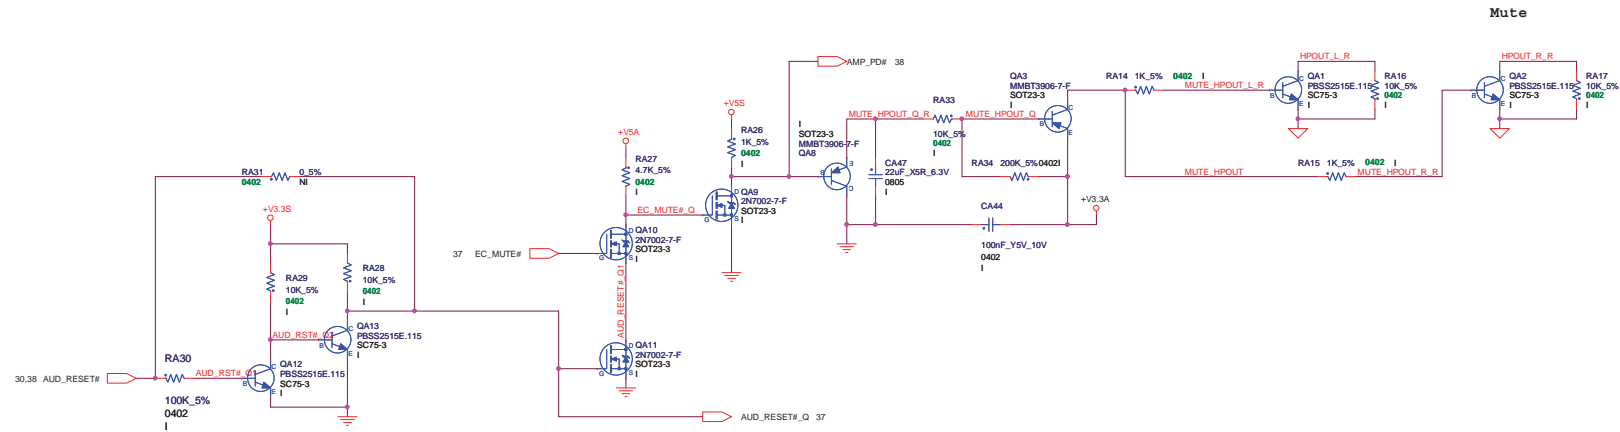 Mute
AMP_PD# 38
HPOUT_L_R
HPOUT_R_R
QA3
MMBT3906-7-F
SOT23-3
I
RA14 1K_5% 0402 I
MUTE_HPOUT_L_R
QA1
PBSS2515E.115
SC75-3
I
RA16
10K_5%
0402
I
QA2
PBSS2515E.115
SC75-3
I
RA17
10K_5%
0402
I
C
B
E
C
B
E
C
B
E
+V5S
RA26
1K_5%
0402
I
I
SOT23-3
MMBT3906-7-F
QA8
E
B
C
MUTE_HPOUT_Q_R
RA33
10K_5%
0402
I
MUTE_HPOUT_Q
CA47
22uF_X5R_6.3V
0805
I
RA34 200K_5% 0402 I
MUTE_HPOUT
RA15 1K_5% 0402 I
MUTE_HPOUT_R_R
+V3.3A
CA44
100nF_Y5V_10V
0402
I
+V5A
RA27
4.7K_5%
0402
I
QA9
2N7002-7-F
SOT23-3
I
D
G
S
EC_MUTE#_Q
QA10
2N7002-7-F
SOT23-3
I
D
G
S
37 EC_MUTE#
AUD_RESET#_Q1
QA11
2N7002-7-F
SOT23-3
I
D
G
S
RA31 0_5%
0402 NI
+V3.3S
RA29
10K_5%
0402
I
RA28
10K_5%
0402
I
QA13
PBSS2515E.115
SC75-3
I
C
B
E
AUD_RST#_Q2
RA30
100K_5%
0402
I
AUD_RST#_Q1
QA12
PBSS2515E.115
SC75-3
I
C
B
E
30,38 AUD_RESET#
AUD_RESET#_Q 37